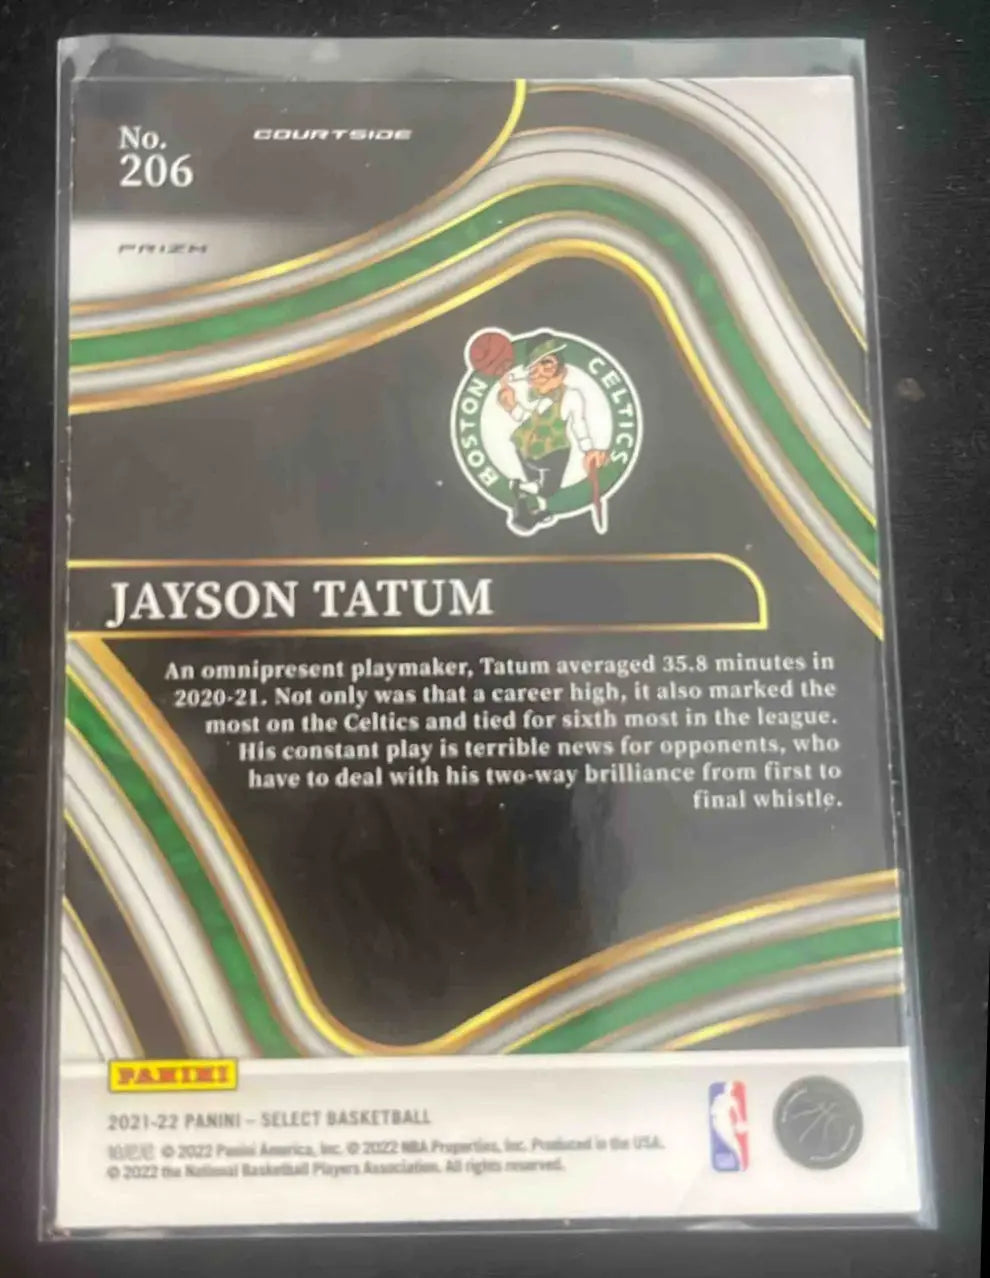 No.
206
COURTSIDE
PRIZM
BOSTON CELTICS
JAYSON TATUM
An omnipresent playmaker, Tatum averaged 35.8 minutes in
2020-21. Not only was that a career high, it also marked the
most on the Celtics and tied for sixth most in the league.
His constant play is terrible news for opponents, who
have to deal with his two-way brilliance from first to
final whistle.
PANINI
2021-22 PANINI – SELECT BASKETBALL
帕尼尼 © 2022 Panini America, Inc. © 2022 NBA Properties, Inc. Produced in the USA.
© 2022 the National Basketball Players Association. All rights reserved.